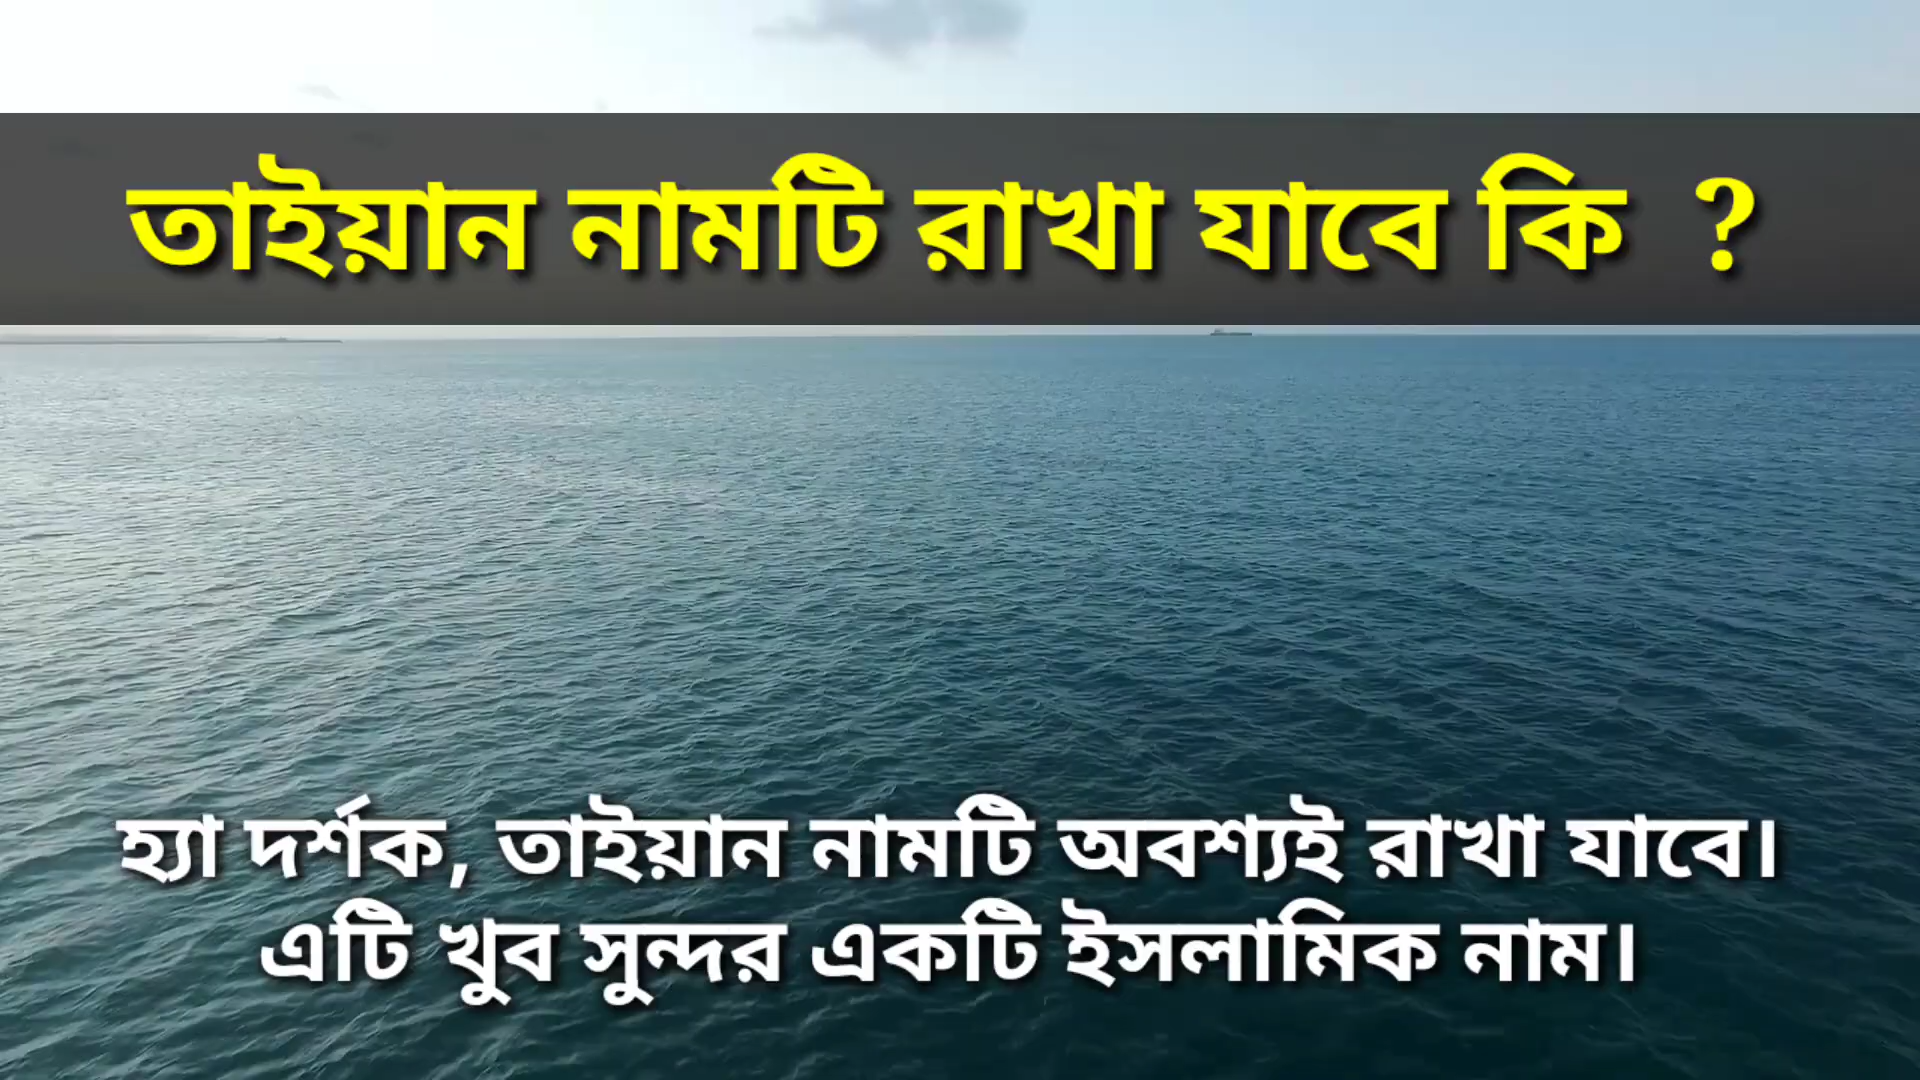 তাইয়ান নামটি রাখা যাবে কি ?
হ্যা দর্শক, তাইয়ান নামটি অবশ্যই রাখা যাবে।
এটি খুব সুন্দর একটি ইসলামিক নাম।